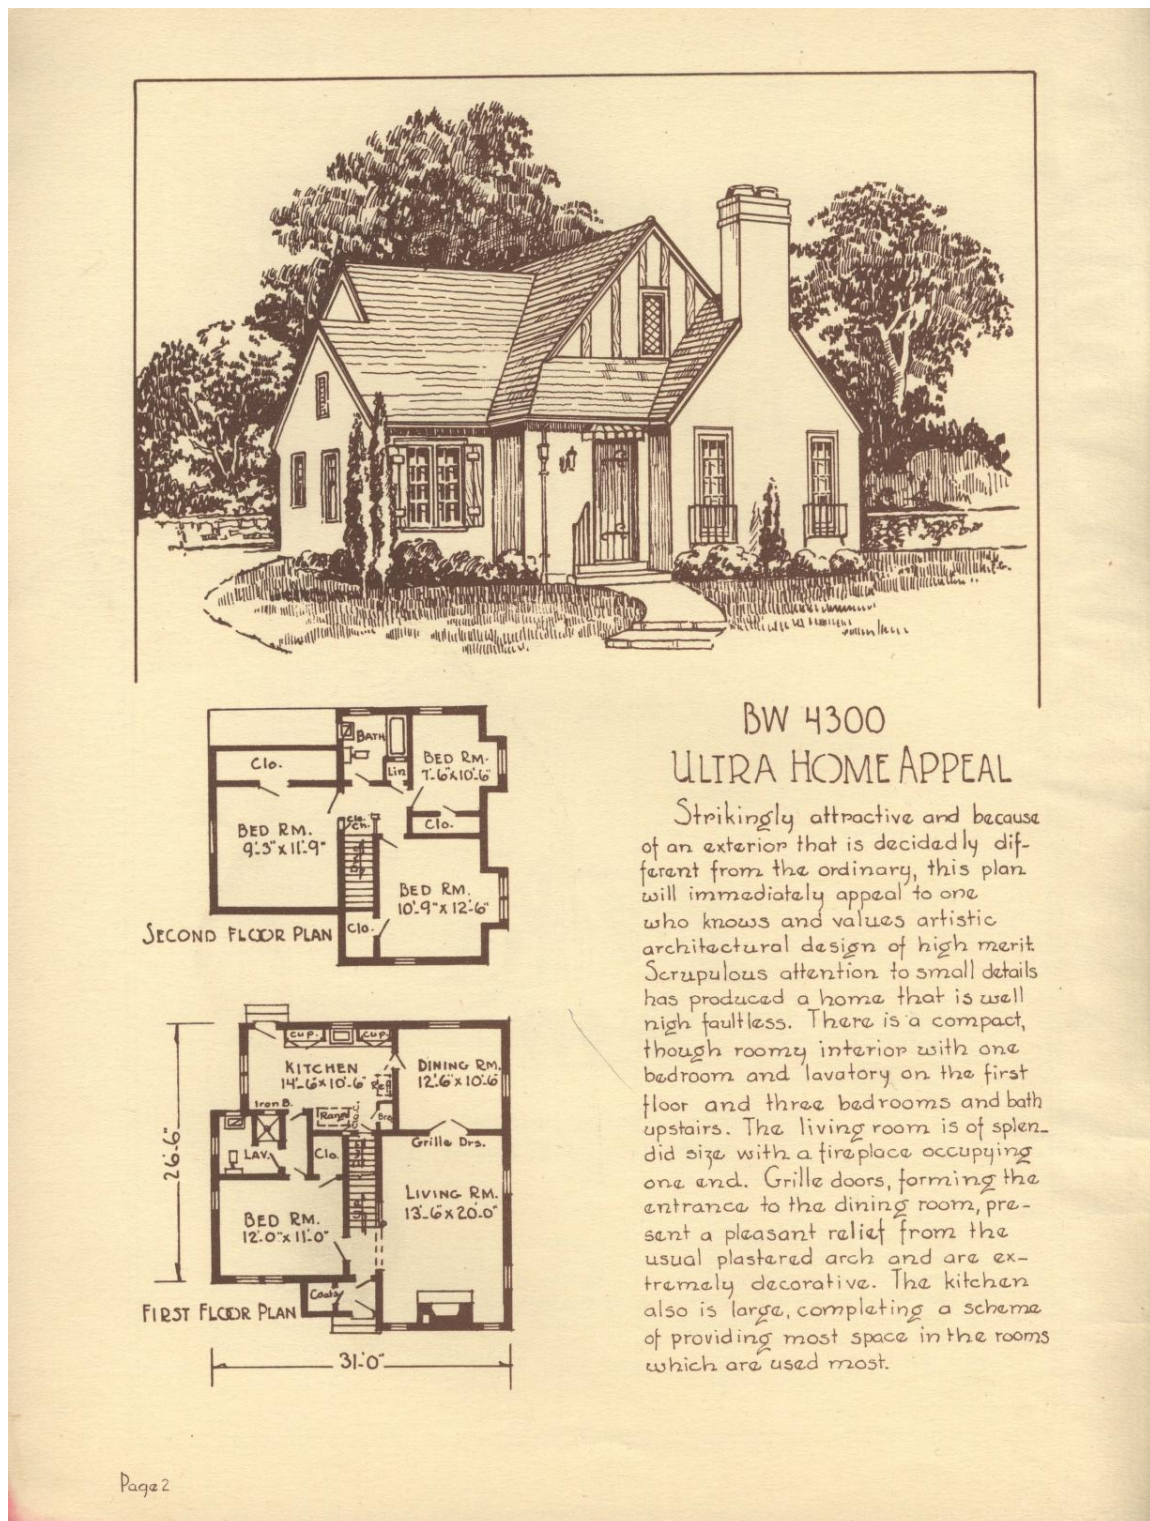 BW 4300
ULTRA HOME APPEAL
Strikingly attractive and because
of an exterior that is decidedly dif-
ferent from the ordinary, this plan
will immediately appeal to one
who knows and values artistic
architectural design of high merit.
Scrupulous attention to small details
has produced a home that is well
nigh faultless. There is a compact,
though roomy interior with one
bedroom and lavatory on the first
floor and three bedrooms and bath
upstairs. The living room is of splen-
did size with a fireplace occupying
one end. Grille doors, forming the
entrance to the dining room, pre-
sent a pleasant relief from the
usual plastered arch and are ex-
tremely decorative. The kitchen
also is large, completing a scheme
of providing most space in the rooms
which are used most.
BATH
Clo.
Lin.
BED RM.
7'-6"x10'-6"
Clo.
Clo.
Ch.
BED RM.
9'-3"x11'-9"
BED RM.
10'-9"x12'-6"
Clo.
SECOND FLOOR PLAN
CUP.
CUP.
KITCHEN
14'-6"x10'-6"
DINING RM.
12'-6"x10'-6"
Ref.
Iron B.
Range
Bro.
Grille Drs.
LAV.
Clo.
LIVING RM.
13'-6"x20'-0"
BED RM.
12'-0"x11'-0"
Coats
26'-6"
FIRST FLOOR PLAN
31'-0"
Page 2